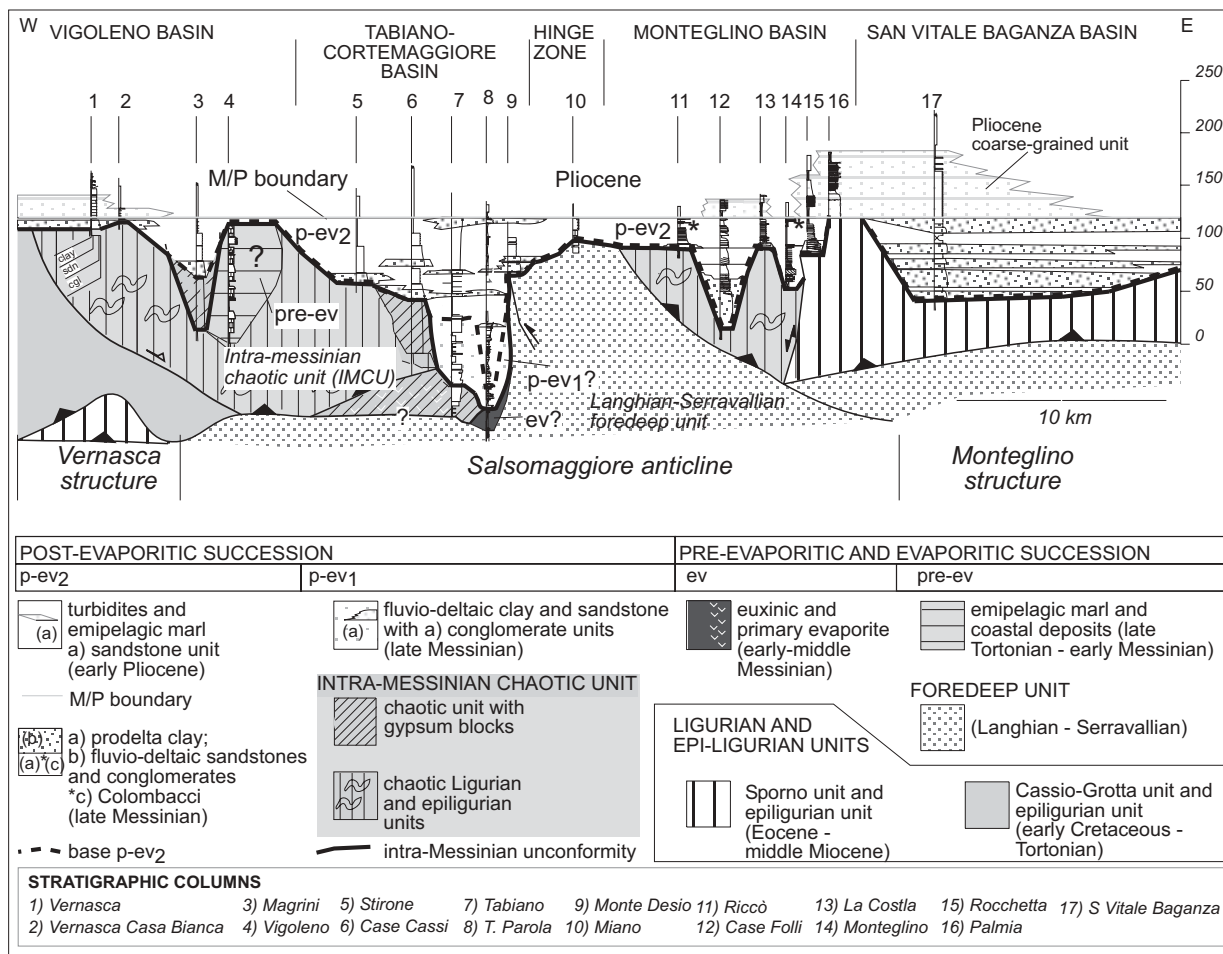 W
VIGOLENO BASIN
TABIANO-
CORTEMAGGIORE
BASIN
HINGE
ZONE
MONTEGLINO BASIN
SAN VITALE BAGANZA BASIN
E
1 2 3 4 5 6 7 8 9 10 11 12 13 14 15 16 17
250
200
150
100
50
0
Pliocene
coarse-grained unit
M/P boundary
Pliocene
p-ev2
p-ev2
*
*
clay
sdn
cgl
?
pre-ev
Intra-messinian
chaotic unit (IMCU)
?
p-ev1?
ev?
Langhian-Serravallian
foredeep unit
10 km
Vernasca
structure
Salsomaggiore anticline
Monteglino
structure
POST-EVAPORITIC SUCCESSION
PRE-EVAPORITIC AND EVAPORITIC SUCCESSION
p-ev2
p-ev1
ev
pre-ev
(a)
turbidites and
emipelagic marl
a) sandstone unit
(early Pliocene)
M/P boundary
(b)
(a)*(c)
a) prodelta clay;
b) fluvio-deltaic sandstones
and conglomerates
*c) Colombacci
(late Messinian)
base p-ev2
(a)
fluvio-deltaic clay and sandstone
with a) conglomerate units
(late Messinian)
INTRA-MESSINIAN CHAOTIC UNIT
chaotic unit with
gypsum blocks
chaotic Ligurian
and epiligurian
units
intra-Messinian unconformity
euxinic and
primary evaporite
(early-middle
Messinian)
emipelagic marl and
coastal deposits (late
Tortonian - early Messinian)
FOREDEEP UNIT
(Langhian - Serravallian)
LIGURIAN AND
EPI-LIGURIAN UNITS
Sporno unit and
epiligurian unit
(Eocene -
middle Miocene)
Cassio-Grotta unit and
epiligurian unit
(early Cretaceous -
Tortonian)
STRATIGRAPHIC COLUMNS
1) Vernasca 3) Magrini 5) Stirone 7) Tabiano 9) Monte Desio 11) Riccò 13) La Costla 15) Rocchetta 17) S Vitale Baganza
2) Vernasca Casa Bianca 4) Vigoleno 6) Case Cassi 8) T. Parola 10) Miano 12) Case Folli 14) Monteglino 16) Palmia